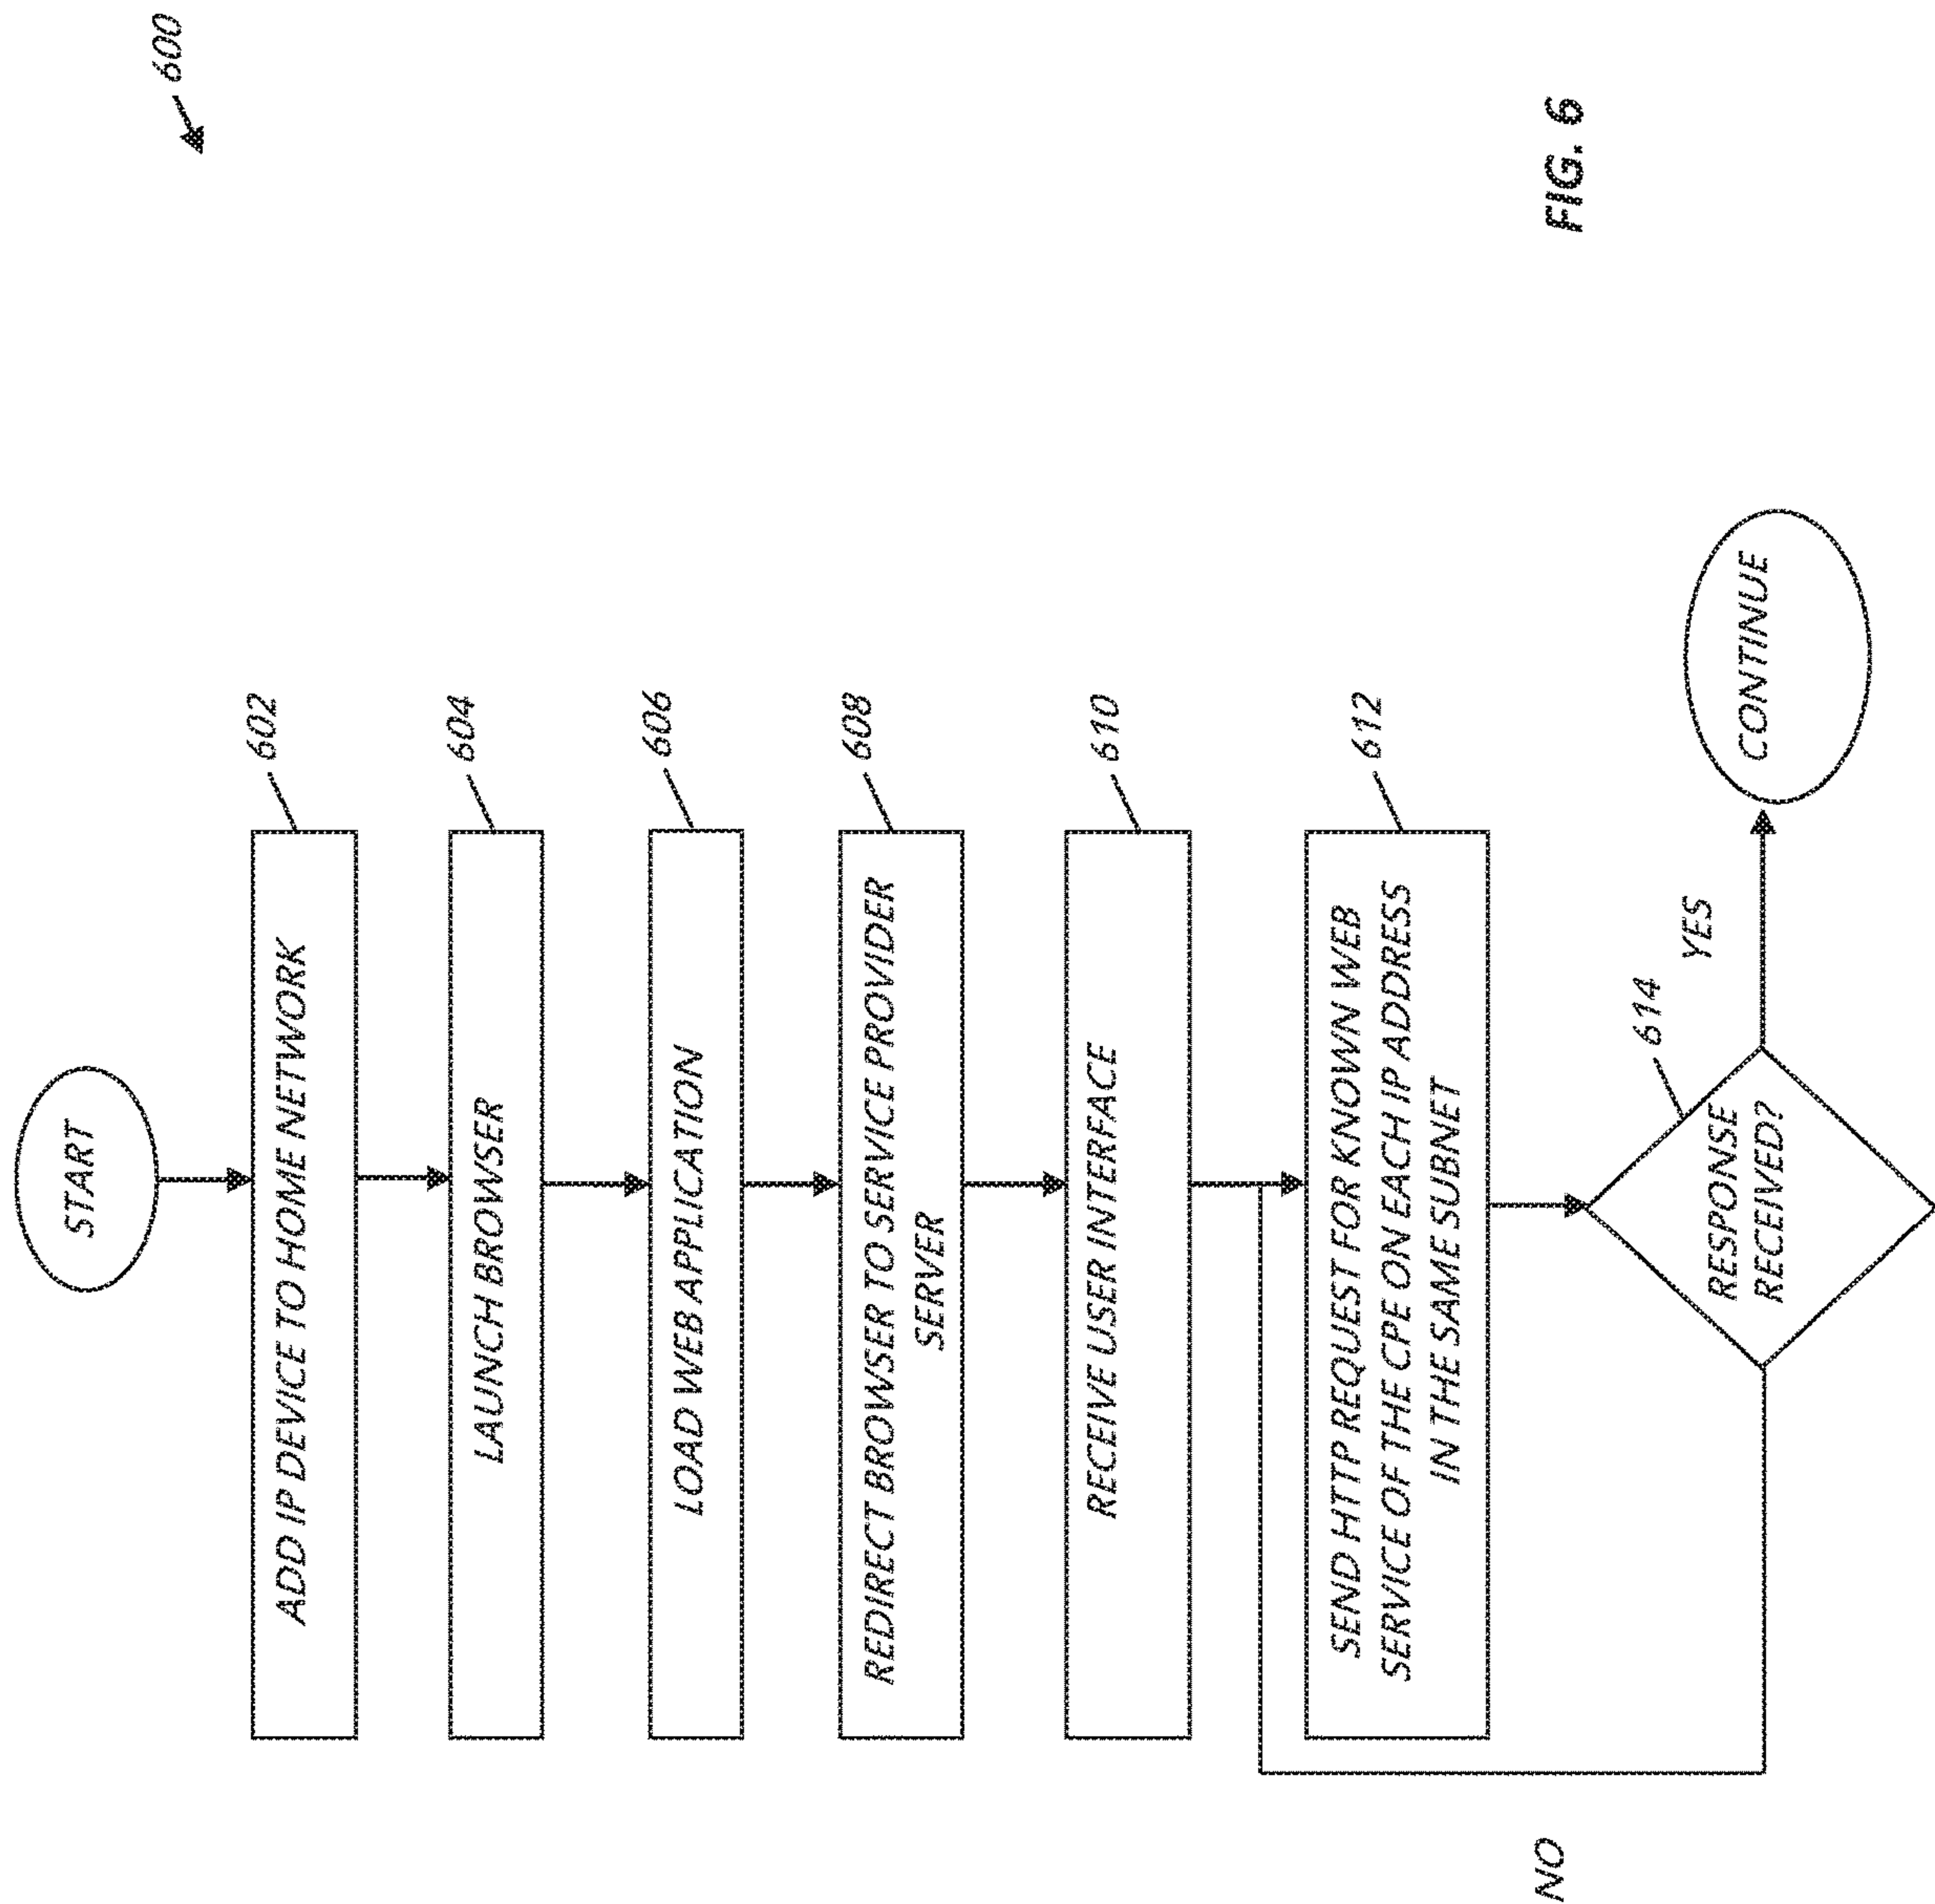 600
START
ADD IP DEVICE TO HOME NETWORK
602
LAUNCH BROWSER
604
LOAD WEB APPLICATION
606
REDIRECT BROWSER TO SERVICE PROVIDER
SERVER
608
RECEIVE USER INTERFACE
610
SEND HTTP REQUEST FOR KNOWN WEB
SERVICE OF THE CPE ON EACH IP ADDRESS
IN THE SAME SUBNET
612
RESPONSE
RECEIVED?
614
YES
CONTINUE
NO
FIG. 6